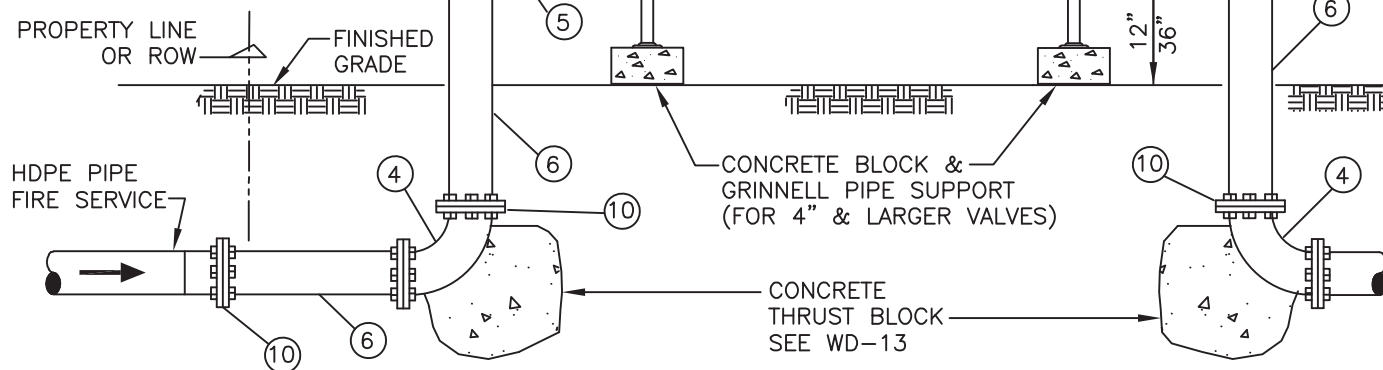 PROPERTY LINE
OR ROW
FINISHED
GRADE
5
12"
36"
6
HDPE PIPE
FIRE SERVICE
4
6
10
CONCRETE BLOCK &
GRINNELL PIPE SUPPORT
(FOR 4" & LARGER VALVES)
10
4
CONCRETE
THRUST BLOCK
SEE WD-13
10
6